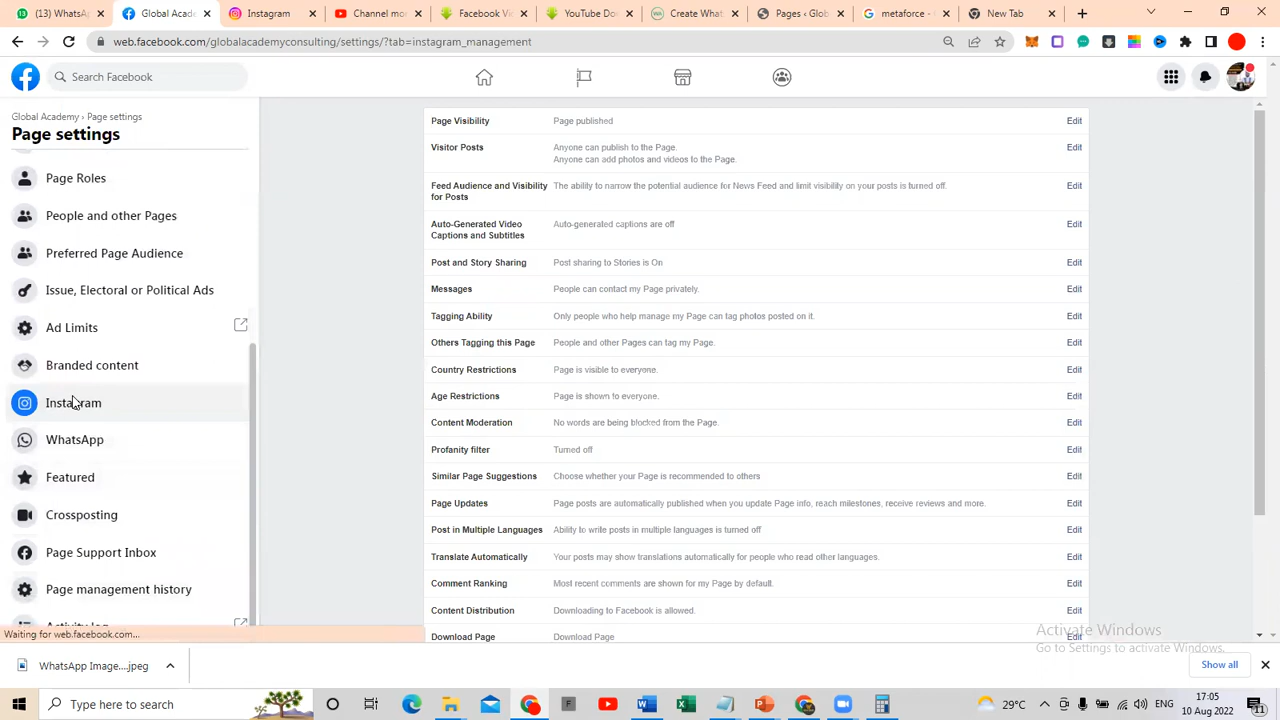 (13) WhatsA
(20+) Faceboo
Instagram
Channel mo
Facebook Vi
Youtube Do
Create What
Pages ‹ Glob
metaforce -
New Tab
web.facebook.com/globalacademyconsulting/settings/?tab=instagram_management
Search Facebook
Global Academy › Page settings
Page settings
Page Roles
People and other Pages
Preferred Page Audience
Issue, Electoral or Political Ads
Ad Limits
Branded content
Instagram
WhatsApp
Featured
Crossposting
Page Support Inbox
Page management history
Activity log
Page Visibility Page published Edit
Visitor Posts Anyone can publish to the Page. Edit
Anyone can add photos and videos to the Page.
Feed Audience and Visibility The ability to narrow the potential audience for News Feed and limit visibility on your posts is turned off. Edit
for Posts
Auto-Generated Video Auto-generated captions are off Edit
Captions and Subtitles
Post and Story Sharing Post sharing to Stories is On Edit
Messages People can contact my Page privately. Edit
Tagging Ability Only people who help manage my Page can tag photos posted on it. Edit
Others Tagging this Page People and other Pages can tag my Page. Edit
Country Restrictions Page is visible to everyone. Edit
Age Restrictions Page is shown to everyone. Edit
Content Moderation No words are being blocked from the Page. Edit
Profanity filter Turned off Edit
Similar Page Suggestions Choose whether your Page is recommended to others Edit
Page Updates Page posts are automatically published when you update Page info, reach milestones, receive reviews and more. Edit
Post in Multiple Languages Ability to write posts in multiple languages is turned off Edit
Translate Automatically Your posts may show translations automatically for people who read other languages. Edit
Comment Ranking Most recent comments are shown for my Page by default. Edit
Content Distribution Downloading to Facebook is allowed. Edit
Download Page Download Page Edit
Activate Windows
Go to Settings to activate Windows.
Waiting for web.facebook.com...
WhatsApp Image....jpeg
Show all
Type here to search
29°C
ENG
17:05
10 Aug 2022
11